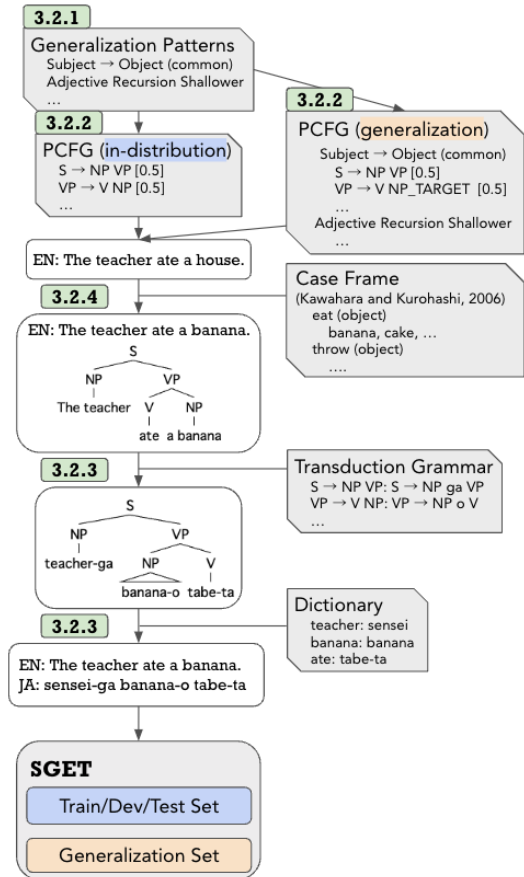 3.2.1
Generalization Patterns
Subject → Object (common)
Adjective Recursion Shallower
…
3.2.2
PCFG (in-distribution)
S → NP VP [0.5]
VP → V NP [0.5]
…
3.2.2
PCFG (generalization)
Subject → Object (common)
S → NP VP [0.5]
VP → V NP_TARGET [0.5]
…
Adjective Recursion Shallower
…
EN: The teacher ate a house.
3.2.4
Case Frame
(Kawahara and Kurohashi, 2006)
eat (object)
banana, cake, …
throw (object)
….
EN: The teacher ate a banana.
S
NP VP
The teacher V NP
ate a banana
3.2.3
Transduction Grammar
S → NP VP: S → NP ga VP
VP → V NP: VP → NP o V
…
S
NP VP
teacher-ga NP V
banana-o tabe-ta
3.2.3
Dictionary
teacher: sensei
banana: banana
ate: tabe-ta
EN: The teacher ate a banana.
JA: sensei-ga banana-o tabe-ta
SGET
Train/Dev/Test Set
Generalization Set